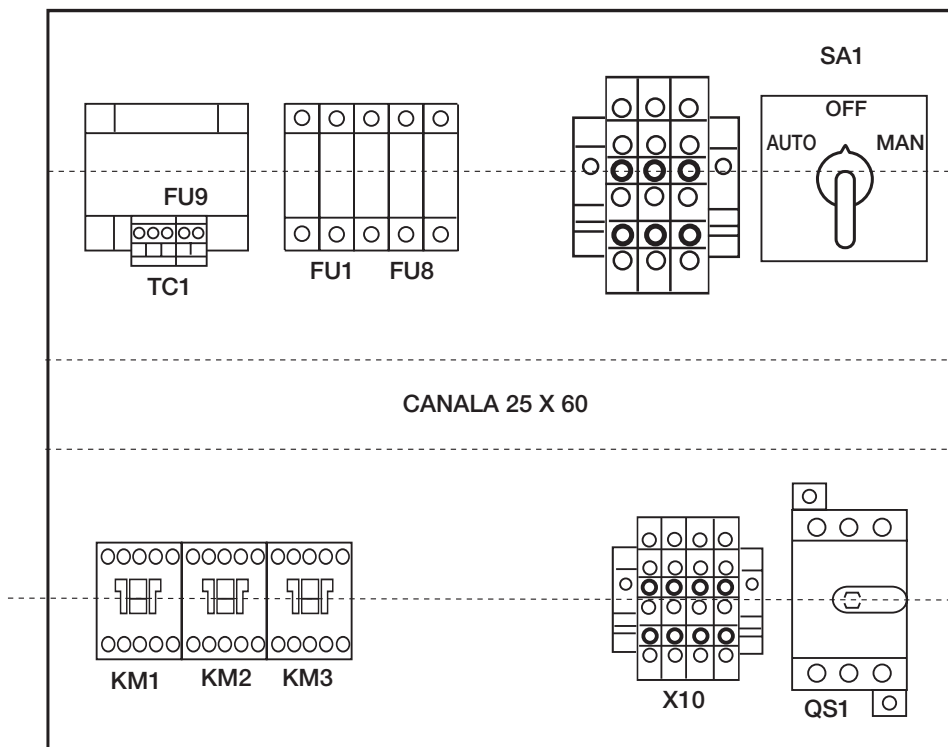 SA1
OFF
AUTO MAN
FU9
TC1
FU1 FU8
CANALA 25 X 60
KM1 KM2 KM3
X10
QS1